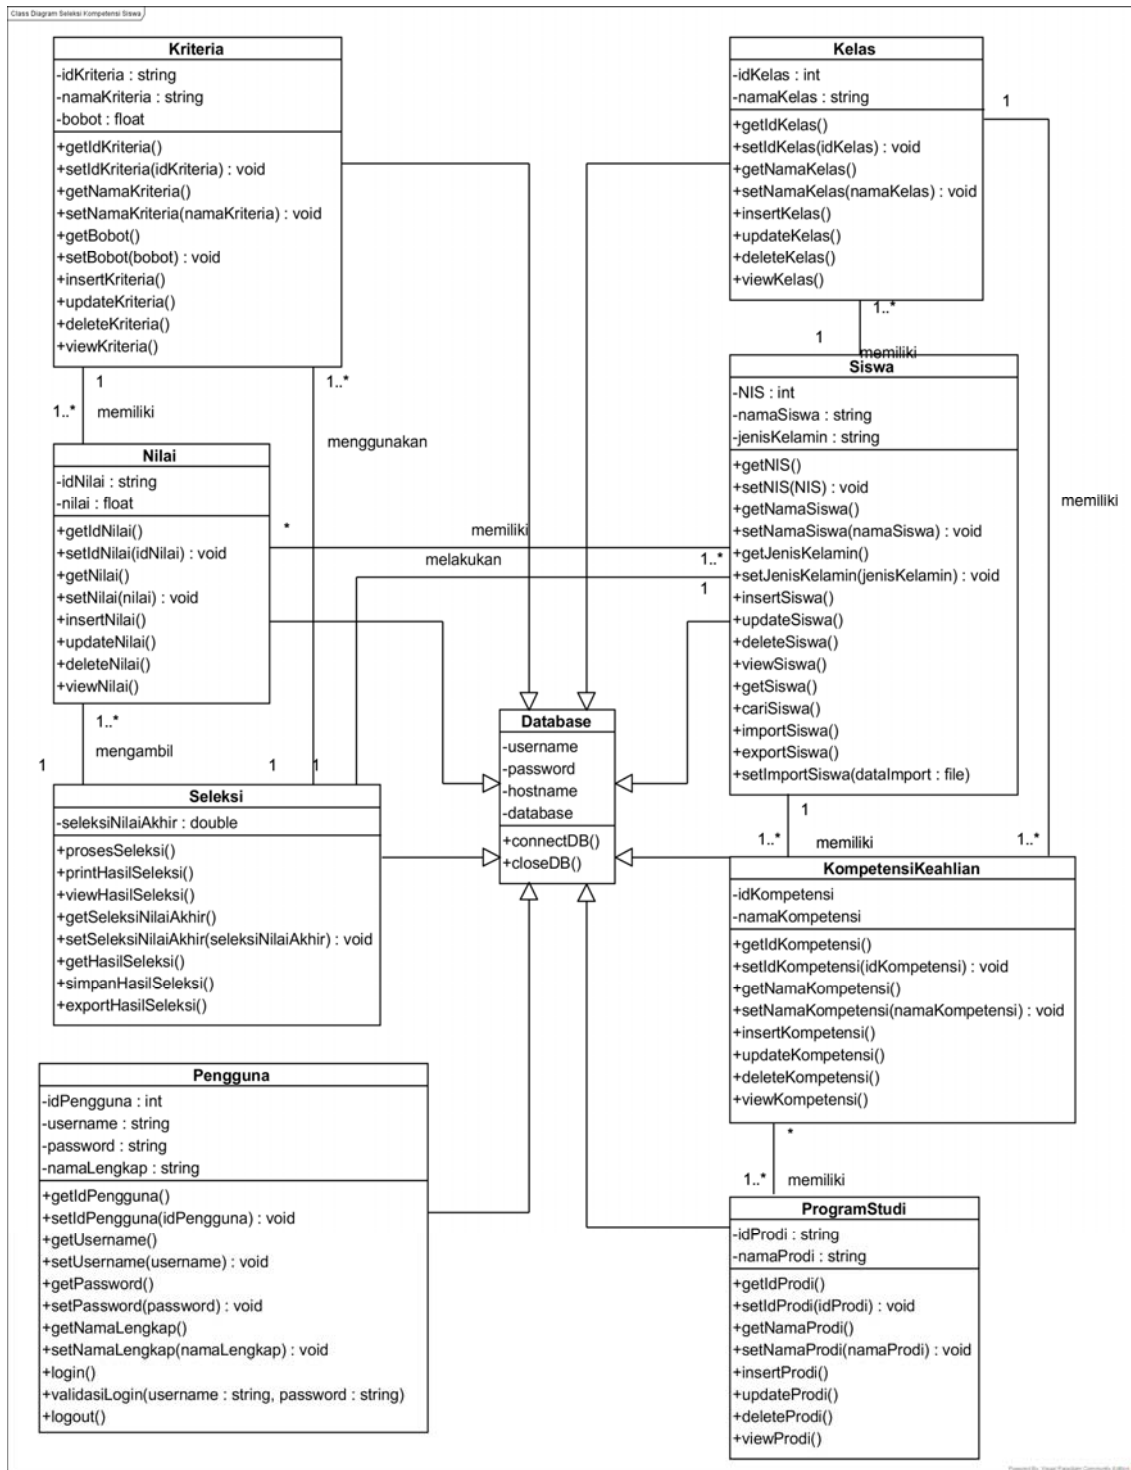 Class Diagram Seleksi Kompetensi Siswa
Kriteria
-idKriteria : string
-namaKriteria : string
-bobot : float
+getIdKriteria()
+setIdKriteria(idKriteria) : void
+getNamaKriteria()
+setNamaKriteria(namaKriteria) : void
+getBobot()
+setBobot(bobot) : void
+insertKriteria()
+updateKriteria()
+deleteKriteria()
+viewKriteria()
Kelas
-idKelas : int
-namaKelas : string
+getIdKelas()
+setIdKelas(idKelas) : void
+getNamaKelas()
+setNamaKelas(namaKelas) : void
+insertKelas()
+updateKelas()
+deleteKelas()
+viewKelas()
1
1..*
1
memiliki
1
1..*
1..*
memiliki
menggunakan
Siswa
-NIS : int
-namaSiswa : string
-jenisKelamin : string
+getNIS()
+setNIS(NIS) : void
+getNamaSiswa()
+setNamaSiswa(namaSiswa) : void
+getJenisKelamin()
+setJenisKelamin(jenisKelamin) : void
+insertSiswa()
+updateSiswa()
+deleteSiswa()
+viewSiswa()
+getSiswa()
+cariSiswa()
+importSiswa()
+exportSiswa()
+setImportSiswa(dataImport : file)
memiliki
Nilai
-idNilai : string
-nilai : float
+getIdNilai()
+setIdNilai(idNilai) : void
+getNilai()
+setNilai(nilai) : void
+insertNilai()
+updateNilai()
+deleteNilai()
+viewNilai()
*
memiliki
1..*
melakukan
1
1..*
mengambil
1
1
1
Database
-username
-password
-hostname
-database
+connectDB()
+closeDB()
Seleksi
-seleksiNilaiAkhir : double
+prosesSeleksi()
+printHasilSeleksi()
+viewHasilSeleksi()
+getSeleksiNilaiAkhir()
+setSeleksiNilaiAkhir(seleksiNilaiAkhir) : void
+getHasilSeleksi()
+simpanHasilSeleksi()
+exportHasilSeleksi()
1
1..*
memiliki
1..*
KompetensiKeahlian
-idKompetensi
-namaKompetensi
+getIdKompetensi()
+setIdKompetensi(idKompetensi) : void
+getNamaKompetensi()
+setNamaKompetensi(namaKompetensi) : void
+insertKompetensi()
+updateKompetensi()
+deleteKompetensi()
+viewKompetensi()
*
1..*
memiliki
Pengguna
-idPengguna : int
-username : string
-password : string
-namaLengkap : string
+getIdPengguna()
+setIdPengguna(idPengguna) : void
+getUsername()
+setUsername(username) : void
+getPassword()
+setPassword(password) : void
+getNamaLengkap()
+setNamaLengkap(namaLengkap) : void
+login()
+validasiLogin(username : string, password : string)
+logout()
ProgramStudi
-idProdi : string
-namaProdi : string
+getIdProdi()
+setIdProdi(idProdi) : void
+getNamaProdi()
+setNamaProdi(namaProdi) : void
+insertProdi()
+updateProdi()
+deleteProdi()
+viewProdi()
Powered By Visual Paradigm Community Edition